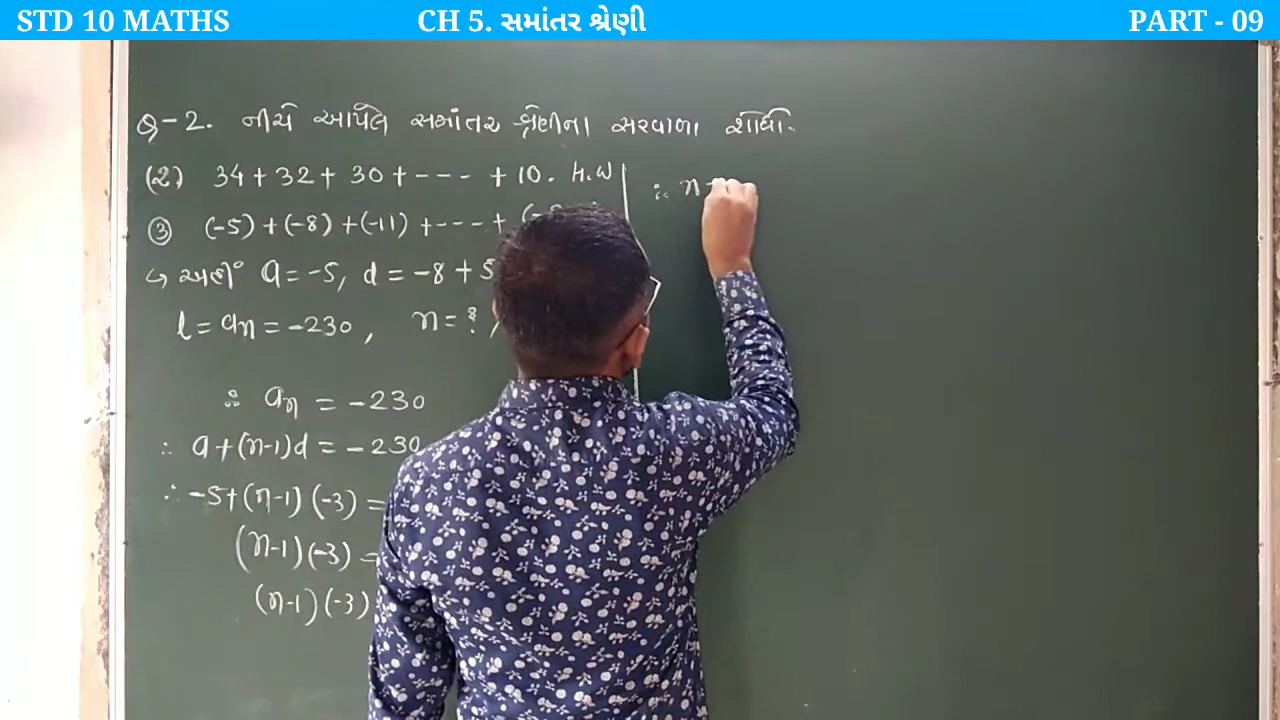 STD 10 MATHS CH 5. સમાંતર શ્રેણી PART - 09
Q-2. નીચે આપેલ સમાંતર શ્રેણીના સરવાળા શોધો.
(2) 34 + 32 + 30 + - - - - + 10. H.W
③ (-5) + (-8) + (-11) + - - - +
↳ અહીં a = -5, d = -8 + 5
l = an = -230, n = ?,
∴ an = -230
∴ a + (n-1)d = -230
∴ -5 + (n-1) (-3) =
(n-1) (-3) =
(n-1) (-3)
∴ n -